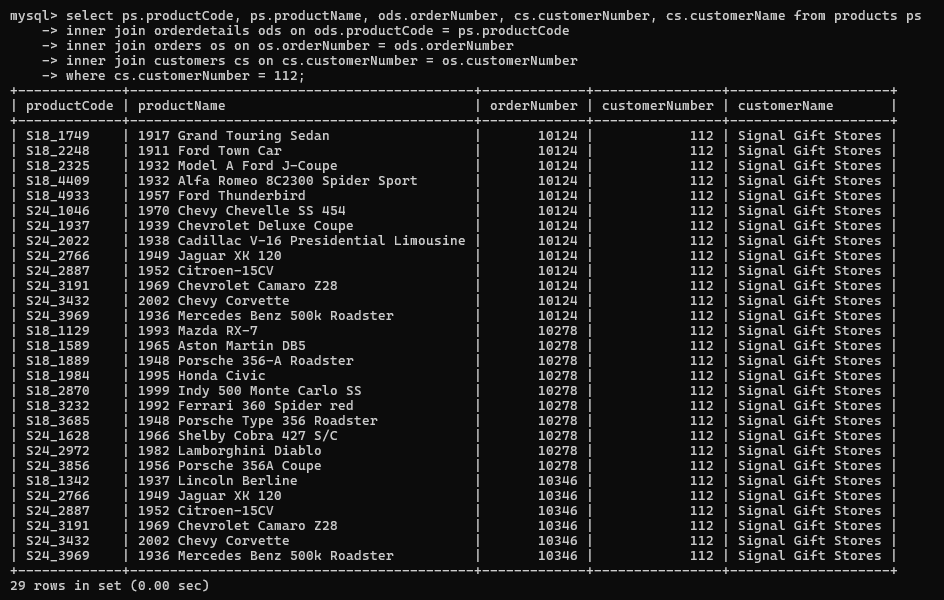 mysql> select ps.productCode, ps.productName, ods.orderNumber, cs.customerNumber, cs.customerName from products ps
    -> inner join orderdetails ods on ods.productCode = ps.productCode
    -> inner join orders os on os.orderNumber = ods.orderNumber
    -> inner join customers cs on cs.customerNumber = os.customerNumber
    -> where cs.customerNumber = 112;
+-------------+-------------------------------------------+-------------+----------------+--------------------+
| productCode | productName                               | orderNumber | customerNumber | customerName       |
+-------------+-------------------------------------------+-------------+----------------+--------------------+
| S18_1749    | 1917 Grand Touring Sedan                  |       10124 |            112 | Signal Gift Stores |
| S18_2248    | 1911 Ford Town Car                        |       10124 |            112 | Signal Gift Stores |
| S18_2325    | 1932 Model A Ford J-Coupe                 |       10124 |            112 | Signal Gift Stores |
| S18_4409    | 1932 Alfa Romeo 8C2300 Spider Sport       |       10124 |            112 | Signal Gift Stores |
| S18_4933    | 1957 Ford Thunderbird                     |       10124 |            112 | Signal Gift Stores |
| S24_1046    | 1970 Chevy Chevelle SS 454                |       10124 |            112 | Signal Gift Stores |
| S24_1937    | 1939 Chevrolet Deluxe Coupe               |       10124 |            112 | Signal Gift Stores |
| S24_2022    | 1938 Cadillac V-16 Presidential Limousine |       10124 |            112 | Signal Gift Stores |
| S24_2766    | 1949 Jaguar XK 120                        |       10124 |            112 | Signal Gift Stores |
| S24_2887    | 1952 Citroen-15CV                         |       10124 |            112 | Signal Gift Stores |
| S24_3191    | 1969 Chevrolet Camaro Z28                 |       10124 |            112 | Signal Gift Stores |
| S24_3432    | 2002 Chevy Corvette                       |       10124 |            112 | Signal Gift Stores |
| S24_3969    | 1936 Mercedes Benz 500k Roadster          |       10124 |            112 | Signal Gift Stores |
| S18_1129    | 1993 Mazda RX-7                           |       10278 |            112 | Signal Gift Stores |
| S18_1589    | 1965 Aston Martin DB5                     |       10278 |            112 | Signal Gift Stores |
| S18_1889    | 1948 Porsche 356-A Roadster               |       10278 |            112 | Signal Gift Stores |
| S18_1984    | 1995 Honda Civic                          |       10278 |            112 | Signal Gift Stores |
| S18_2870    | 1999 Indy 500 Monte Carlo SS              |       10278 |            112 | Signal Gift Stores |
| S18_3232    | 1992 Ferrari 360 Spider red               |       10278 |            112 | Signal Gift Stores |
| S18_3685    | 1948 Porsche Type 356 Roadster            |       10278 |            112 | Signal Gift Stores |
| S24_1628    | 1966 Shelby Cobra 427 S/C                 |       10278 |            112 | Signal Gift Stores |
| S24_2972    | 1982 Lamborghini Diablo                   |       10278 |            112 | Signal Gift Stores |
| S24_3856    | 1956 Porsche 356A Coupe                   |       10278 |            112 | Signal Gift Stores |
| S18_1342    | 1937 Lincoln Berline                      |       10346 |            112 | Signal Gift Stores |
| S24_2766    | 1949 Jaguar XK 120                        |       10346 |            112 | Signal Gift Stores |
| S24_2887    | 1952 Citroen-15CV                         |       10346 |            112 | Signal Gift Stores |
| S24_3191    | 1969 Chevrolet Camaro Z28                 |       10346 |            112 | Signal Gift Stores |
| S24_3432    | 2002 Chevy Corvette                       |       10346 |            112 | Signal Gift Stores |
| S24_3969    | 1936 Mercedes Benz 500k Roadster          |       10346 |            112 | Signal Gift Stores |
+-------------+-------------------------------------------+-------------+----------------+--------------------+
29 rows in set (0.00 sec)